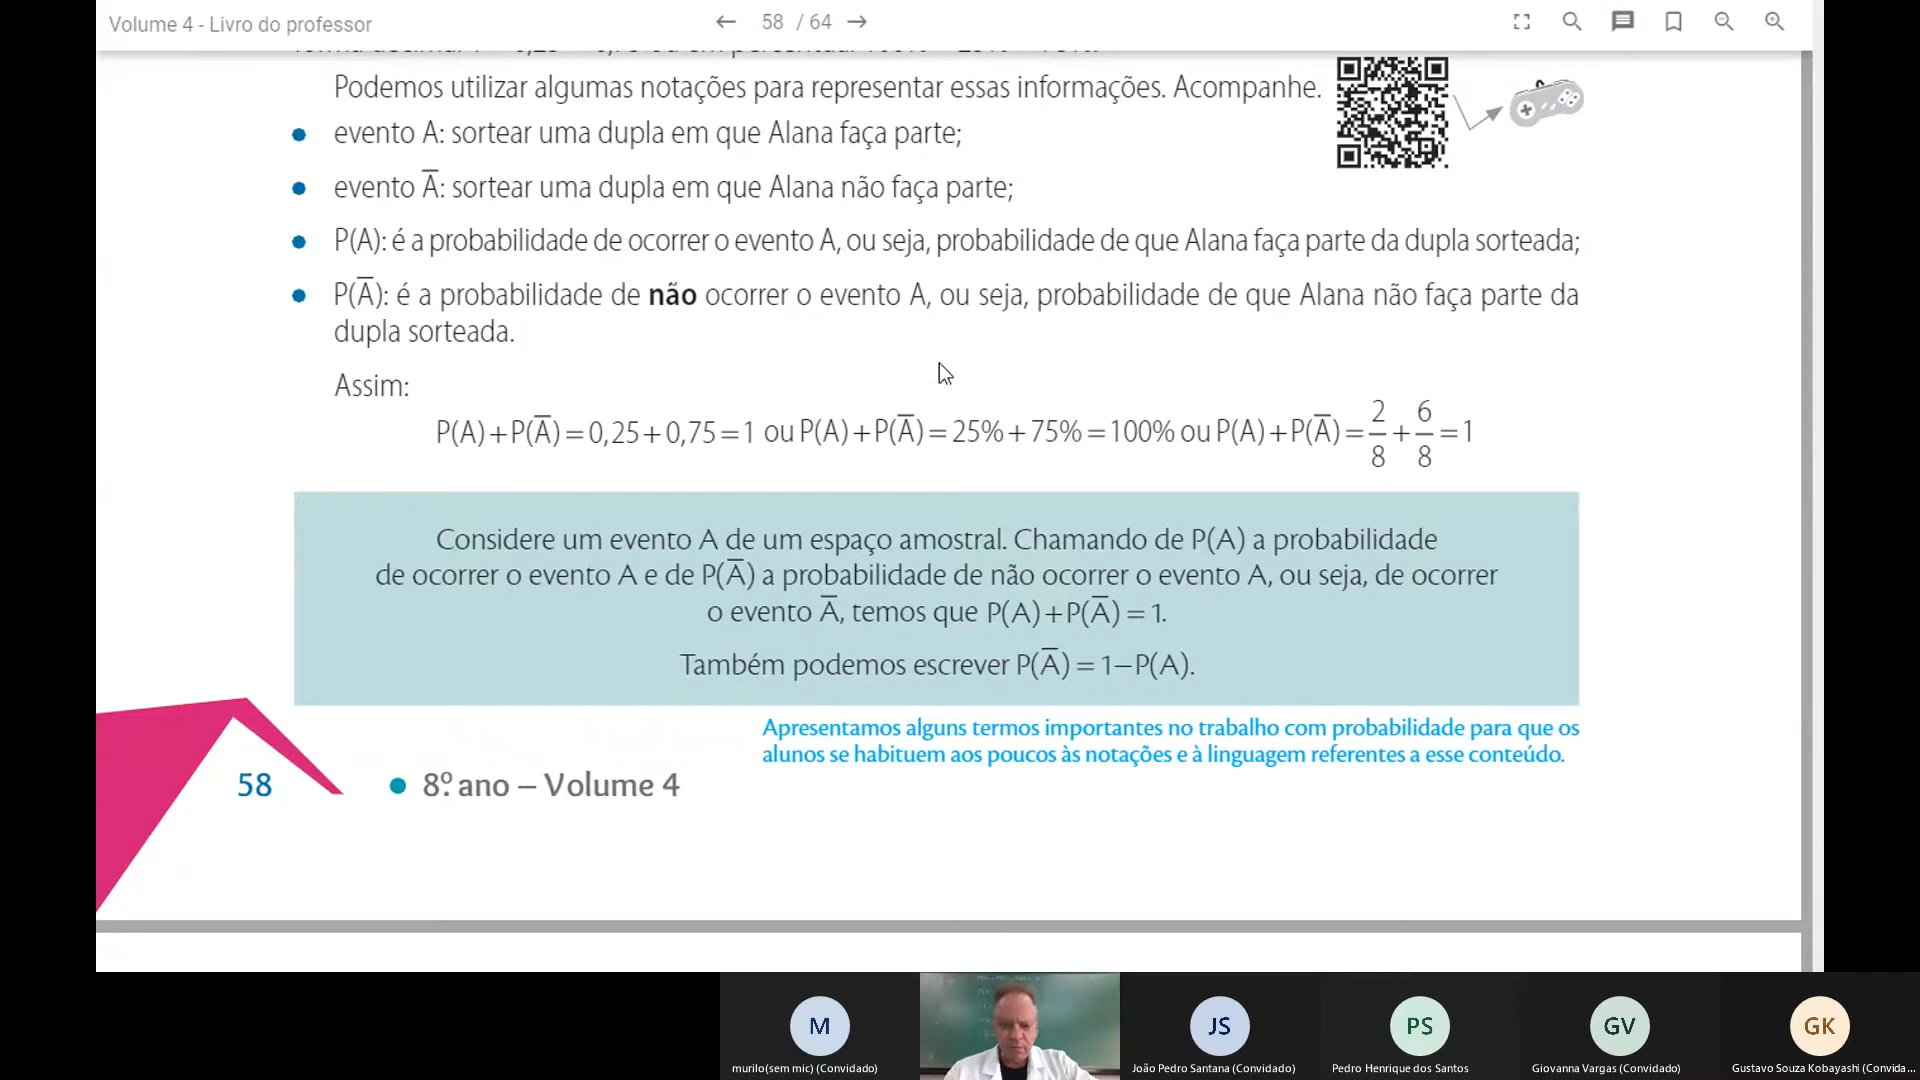 Volume 4 - Livro do professor
58 / 64
Podemos utilizar algumas notações para representar essas informações. Acompanhe.
evento A: sortear uma dupla em que Alana faça parte;
evento A̅: sortear uma dupla em que Alana não faça parte;
P(A): é a probabilidade de ocorrer o evento A, ou seja, probabilidade de que Alana faça parte da dupla sorteada;
P(A̅): é a probabilidade de não ocorrer o evento A, ou seja, probabilidade de que Alana não faça parte da
dupla sorteada.
Assim:
P(A)+P(A̅)=0,25+0,75=1 ou P(A)+P(A̅)=25%+75%=100% ou P(A)+P(A̅)=2/8+6/8=1
Considere um evento A de um espaço amostral. Chamando de P(A) a probabilidade
de ocorrer o evento A e de P(A̅) a probabilidade de não ocorrer o evento A, ou seja, de ocorrer
o evento A̅, temos que P(A)+P(A̅)=1.
Também podemos escrever P(A̅)=1–P(A).
Apresentamos alguns termos importantes no trabalho com probabilidade para que os
alunos se habituem aos poucos às notações e à linguagem referentes a esse conteúdo.
58
8º. ano – Volume 4
M
JS
PS
GV
GK
murilo(sem mic) (Convidado)
João Pedro Santana (Convidado)
Pedro Henrique dos Santos
Giovanna Vargas (Convidado)
Gustavo Souza Kobayashi (Convida...